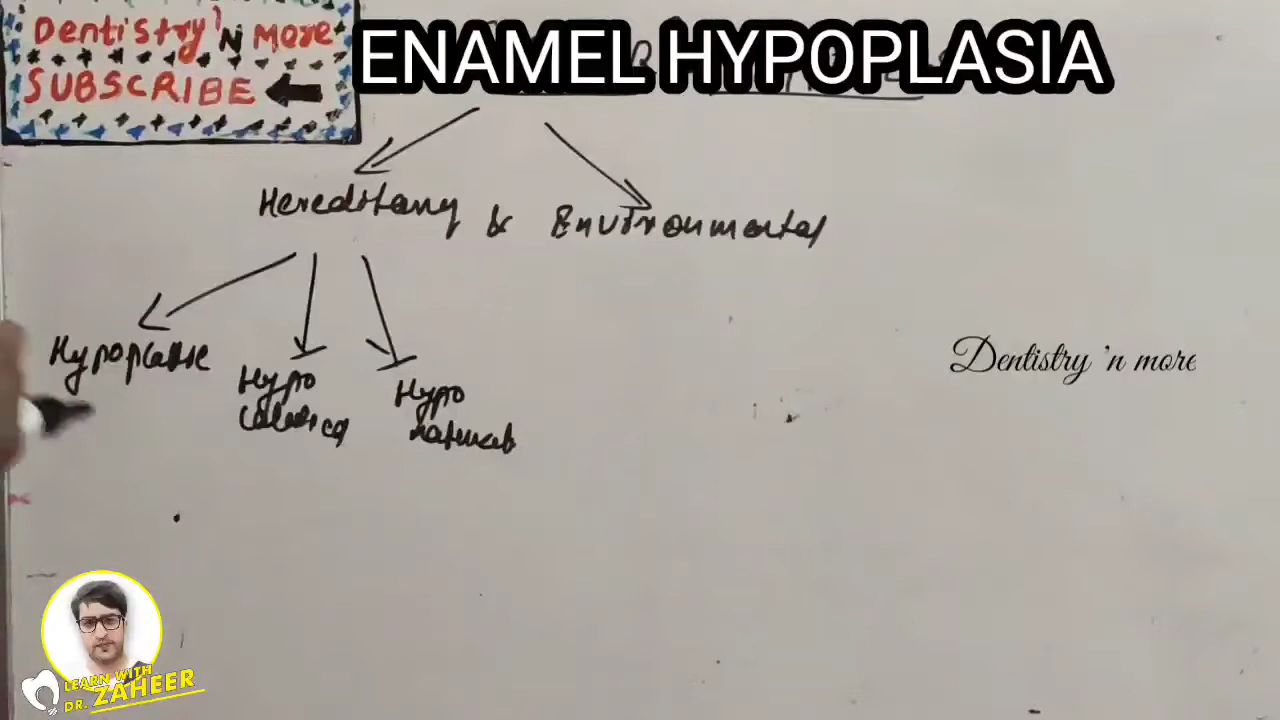 Dentistry 'N More
SUBSCRIBE
ENAMEL HYPOPLASIA
Hereditary & Environmental
Hypoplastic
Hypo
Hypo
Dentistry 'n more
LEARN WITH
DR. ZAHEER